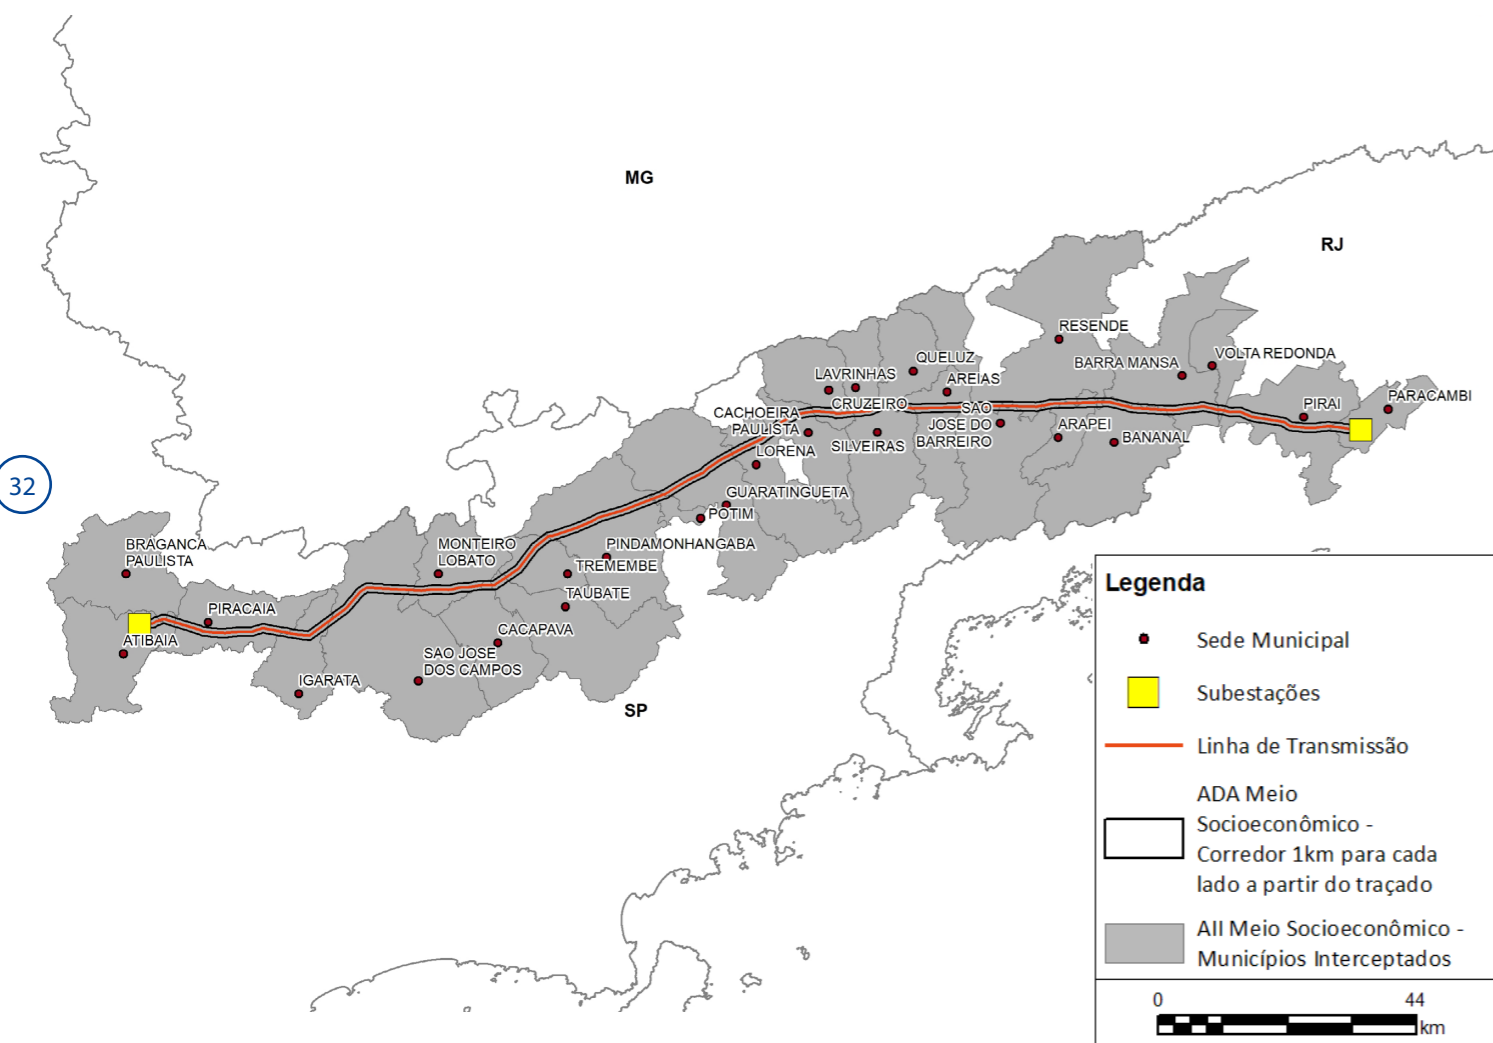 MG
RJ
RESENDE
VOLTA REDONDA
BARRA MANSA
QUELUZ
LAVRINHAS
AREIAS
PARACAMBI
CRUZEIRO
PIRAI
SAO
JOSE DO
BARREIRO
CACHOEIRA
PAULISTA
ARAPEI
BANANAL
SILVEIRAS
LORENA
32
GUARATINGUETA
POTIM
BRAGANCA
PAULISTA
MONTEIRO
LOBATO
PINDAMONHANGABA
TREMEMBE
TAUBATE
PIRACAIA
CACAPAVA
ATIBAIA
SAO JOSE
DOS CAMPOS
IGARATA
SP
Legenda
Sede Municipal
Subestações
Linha de Transmissão
ADA Meio
Socioeconômico -
Corredor 1km para cada
lado a partir do traçado
AII Meio Socioeconômico -
Municípios Interceptados
0 44
km